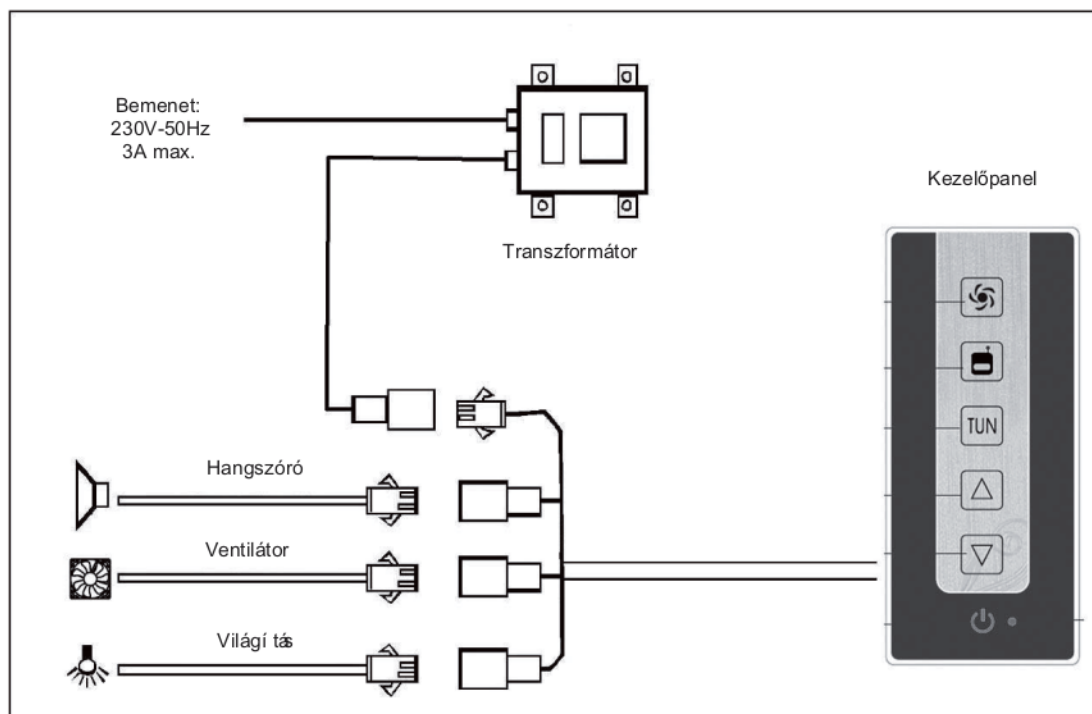 Bemenet:
230V-50Hz
3A max.
Kezelőpanel
Transzformátor
TUN
Hangszóró
Ventilátor
Világí tás